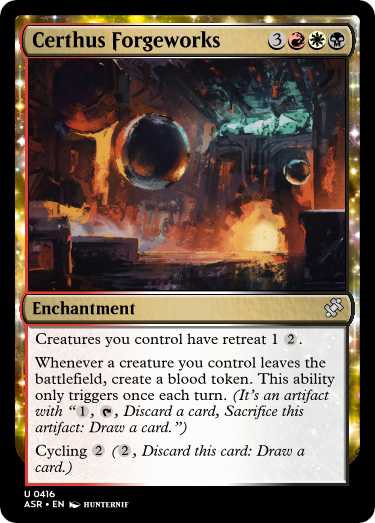 Certhus Forgeworks 3
Enchantment
Creatures you control have retreat 1 2.
Whenever a creature you control leaves the
battlefield, create a blood token. This ability
only triggers once each turn. (It's an artifact
with “1, , Discard a card, Sacrifice this
artifact: Draw a card.”)
Cycling 2 (2, Discard this card: Draw a
card.)
U 0416
ASR • EN HUNTERNIF